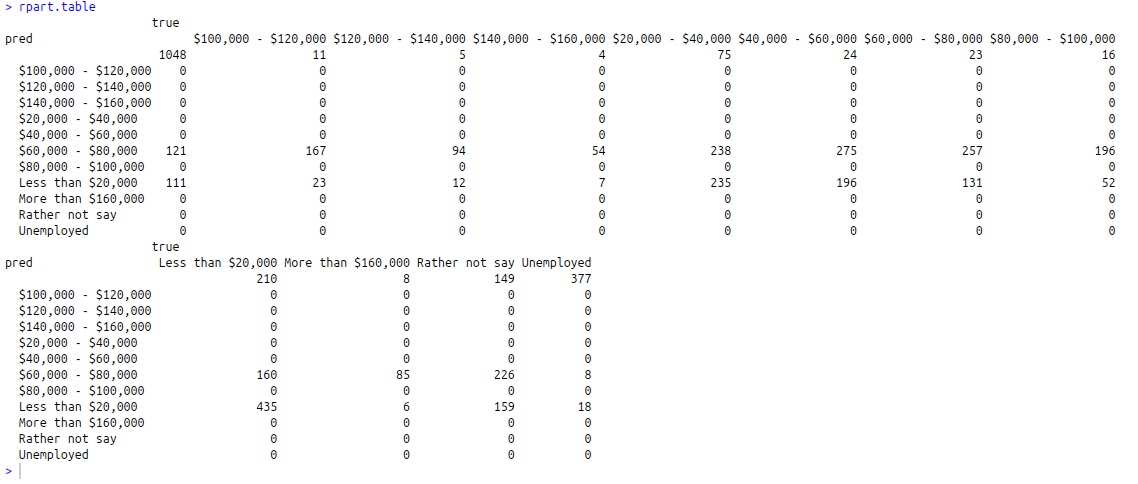 > rpart.table
true
pred $100,000 - $120,000 $120,000 - $140,000 $140,000 - $160,000 $20,000 - $40,000 $40,000 - $60,000 $60,000 - $80,000 $80,000 - $100,000
1048 11 5 4 75 24 23 16
$100,000 - $120,000 0 0 0 0 0 0 0 0
$120,000 - $140,000 0 0 0 0 0 0 0 0
$140,000 - $160,000 0 0 0 0 0 0 0 0
$20,000 - $40,000 0 0 0 0 0 0 0 0
$40,000 - $60,000 0 0 0 0 0 0 0 0
$60,000 - $80,000 121 167 94 54 238 275 257 196
$80,000 - $100,000 0 0 0 0 0 0 0 0
Less than $20,000 111 23 12 7 235 196 131 52
More than $160,000 0 0 0 0 0 0 0 0
Rather not say 0 0 0 0 0 0 0 0
Unemployed 0 0 0 0 0 0 0 0
true
pred Less than $20,000 More than $160,000 Rather not say Unemployed
210 8 149 377
$100,000 - $120,000 0 0 0 0
$120,000 - $140,000 0 0 0 0
$140,000 - $160,000 0 0 0 0
$20,000 - $40,000 0 0 0 0
$40,000 - $60,000 0 0 0 0
$60,000 - $80,000 160 85 226 8
$80,000 - $100,000 0 0 0 0
Less than $20,000 435 6 159 18
More than $160,000 0 0 0 0
Rather not say 0 0 0 0
Unemployed 0 0 0 0
>